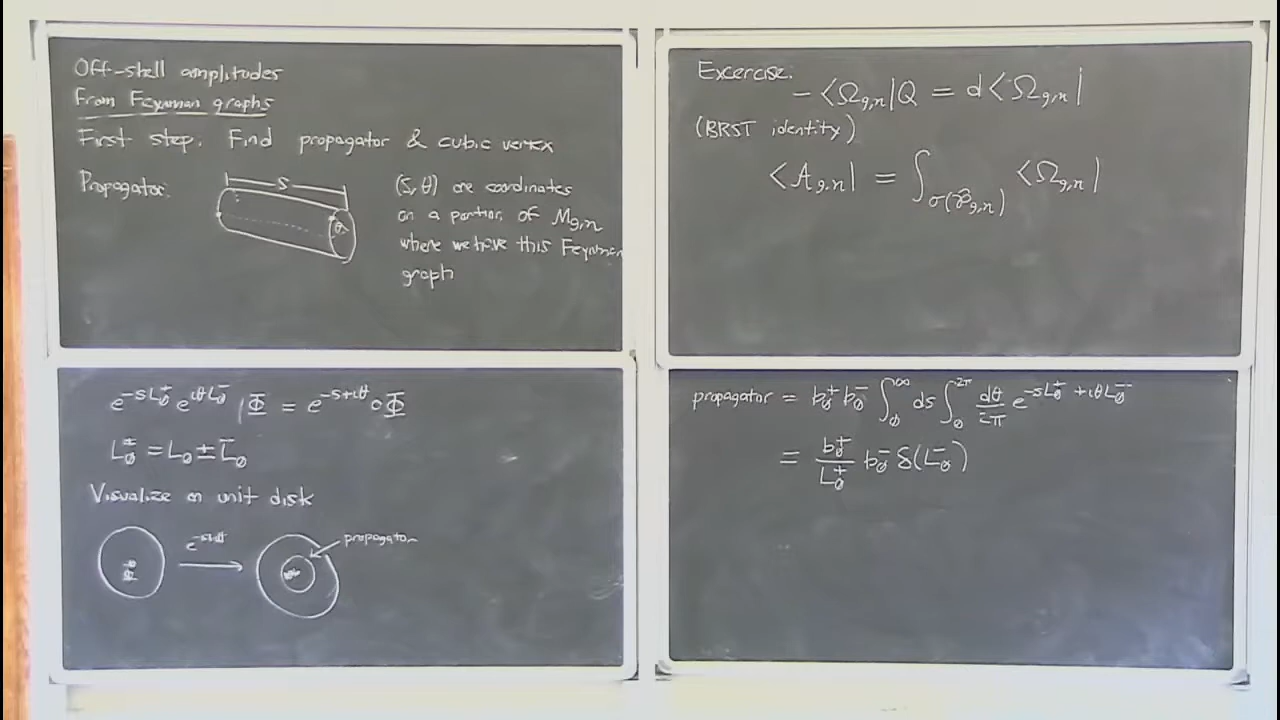 Off-shell amplitudes
from Feynman graphs
First step. Find propagator & cubic vertex
Propagator.
S
θ
(s, θ) are coordinates
on a portion of M_{g,n}
where we have this Feynman
graph
e^{-sL_0^+} e^{iθL_0^-} |Φ = e^{-s+iθ} ∘ Φ
L_0^± = L_0 ± L̄_0
Visualize on unit disk
Φ
e^{-s+iθ}
propagator
Excercise.
- ⟨Ω_{g,n}|Q = d⟨Ω_{g,n}|
(BRST identity)
⟨A_{g,n}| = ∫_{σ(M_{g,n})} ⟨Ω_{g,n}|
propagator = b_0^+ b_0^- ∫_0^∞ ds ∫_0^{2π} dθ/2π e^{-sL_0^+ + iθL_0^-}
= b_0^+/L_0^+ b_0^- δ(L_0^-)